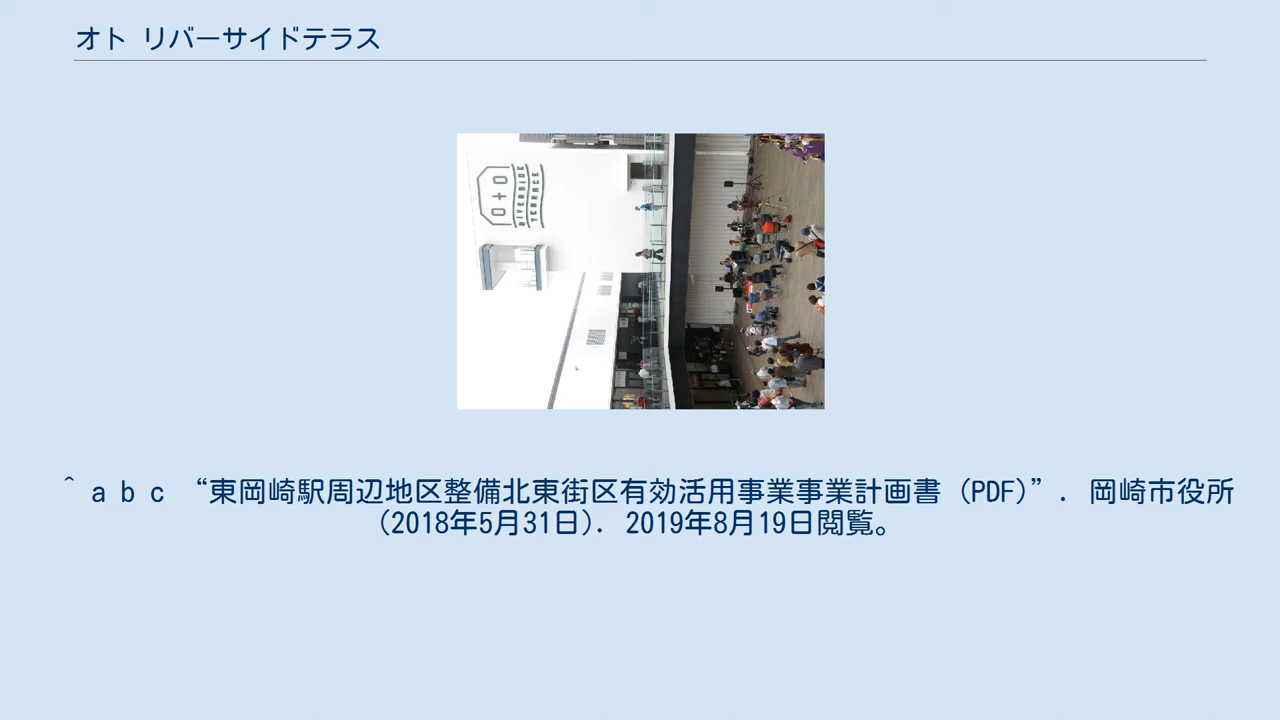 オト リバーサイドテラス
OTO
RIVERSIDE
TERRACE
^ a b c “東岡崎駅周辺地区整備北東街区有効活用事業事業計画書 (PDF)”. 岡崎市役所
(2018年5月31日). 2019年8月19日閲覧。